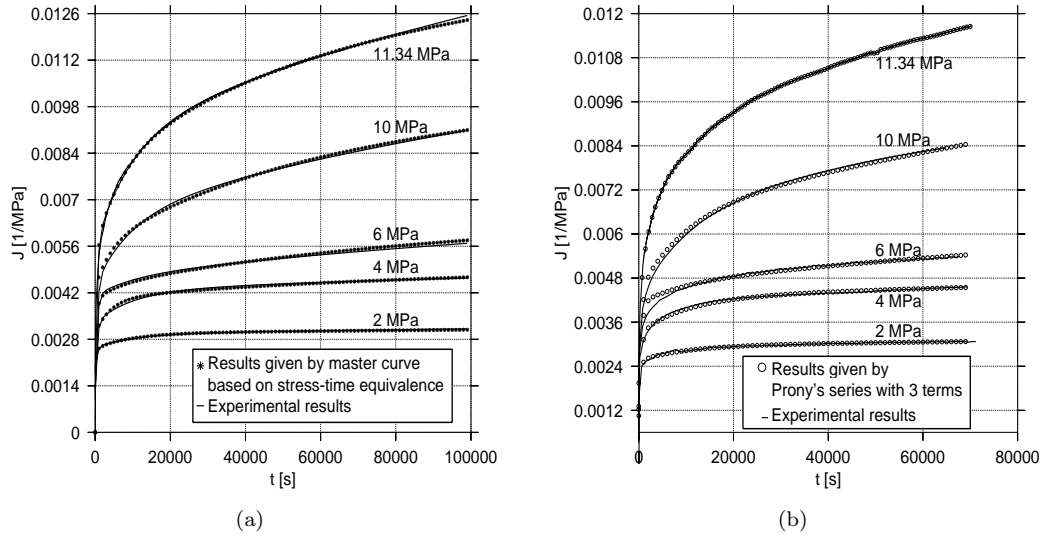 0.0126
0.0112
0.0098
0.0084
0.007
0.0056
0.0042
0.0028
0.0014
0
J [1/MPa]
11.34 MPa
10 MPa
6 MPa
4 MPa
2 MPa
Results given by master curve
based on stress-time equivalence
Experimental results
0 20000 40000 60000 80000 100000
t [s]
(a)
0.012
0.0108
0.0096
0.0084
0.0072
0.006
0.0048
0.0036
0.0024
0.0012
J [1/MPa]
11.34 MPa
10 MPa
6 MPa
4 MPa
2 MPa
Results given by
Prony's series with 3 terms
Experimental results
0 20000 40000 60000 80000
t [s]
(b)